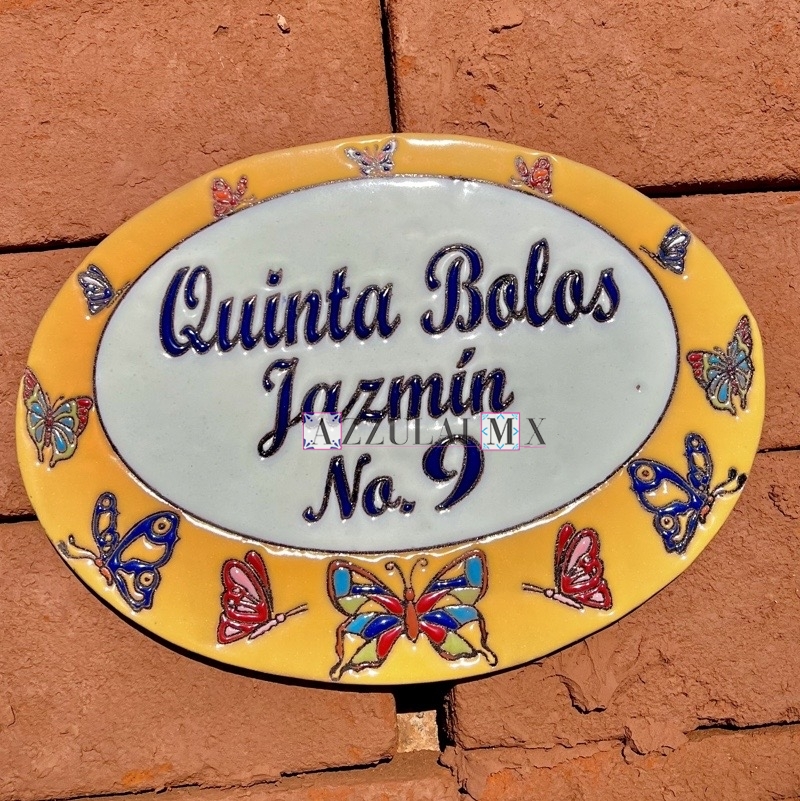 Quinta Bolos
Jazmín
AZZULAI MX
No. 9